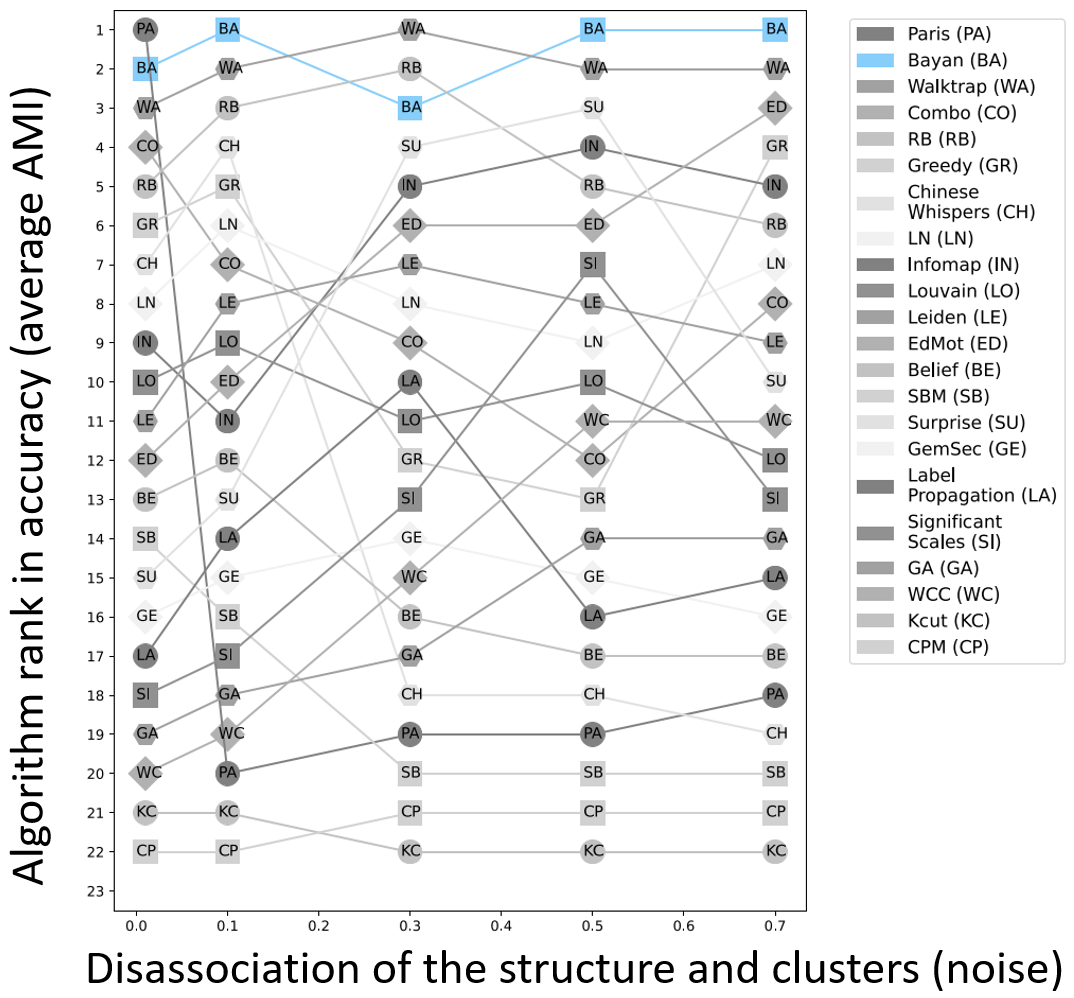 Algorithm rank in accuracy (average AMI)
1
2
3
4
5
6
7
8
9
10
11
12
13
14
15
16
17
18
19
20
21
22
23
PA BA WA BA BA
BA WA RB WA WA
WA RB BA SU ED
CO CH SU IN GR
RB GR IN RB IN
GR LN ED ED RB
CH CO LE SI LN
LN LE LN LE CO
IN LO CO LN LE
LO ED LA LO SU
LE IN LO WC WC
ED BE GR CO LO
BE SU SI GR SI
SB LA GE GA GA
SU GE WC GE LA
GE SB BE LA GE
LA SI GA BE BE
SI GA CH CH PA
GA WC PA PA CH
WC PA SB SB SB
KC KC CP CP CP
CP CP KC KC KC
0.0 0.1 0.2 0.3 0.4 0.5 0.6 0.7
Disassociation of the structure and clusters (noise)
Paris (PA)
Bayan (BA)
Walktrap (WA)
Combo (CO)
RB (RB)
Greedy (GR)
Chinese
Whispers (CH)
LN (LN)
Infomap (IN)
Louvain (LO)
Leiden (LE)
EdMot (ED)
Belief (BE)
SBM (SB)
Surprise (SU)
GemSec (GE)
Label
Propagation (LA)
Significant
Scales (SI)
GA (GA)
WCC (WC)
Kcut (KC)
CPM (CP)